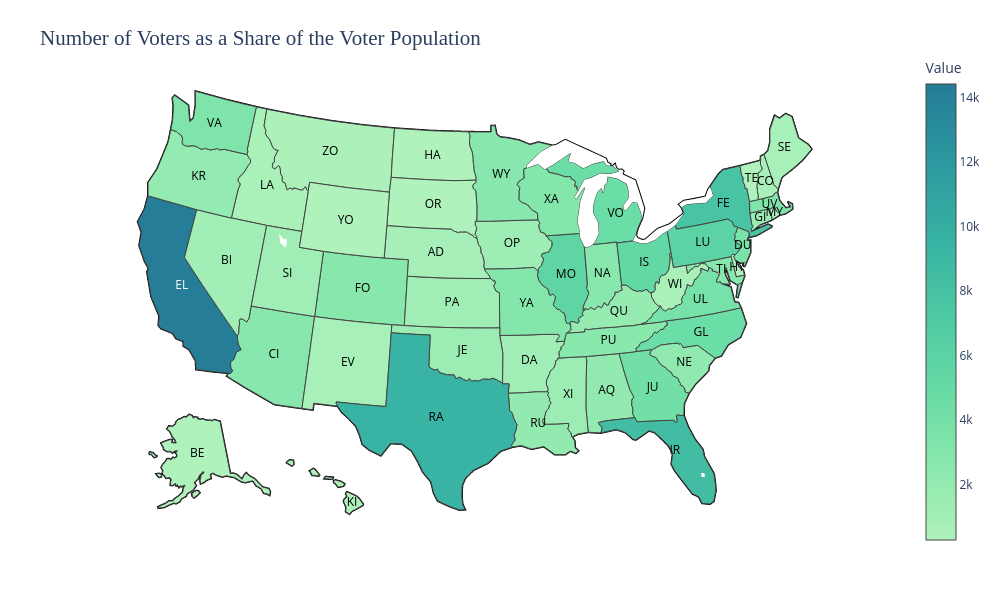 Number of Voters as a Share of the Voter Population
Value
14k
12k
10k
8k
6k
4k
2k
VA
ZO
HA
SE
KR
LA
WY
TE
CO
XA
OR
VO
FE
UV
MY
GI
YO
OP
AD
LU
DU
BI
SI
EL
FO
MO
NA
IS
TL
HY
WI
UL
PA
YA
QU
GL
PU
CI
EV
JE
DA
NE
XI
AQ
JU
RA
RU
IR
BE
KI